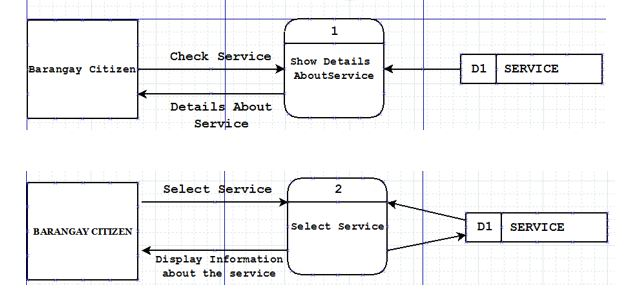 1
Check Service
Barangay Citizen
Show Details
AboutService
D1 SERVICE
Details About
Service
Select Service
2
BARANGAY CITIZEN
Select Service
D1 SERVICE
Display Information
about the service